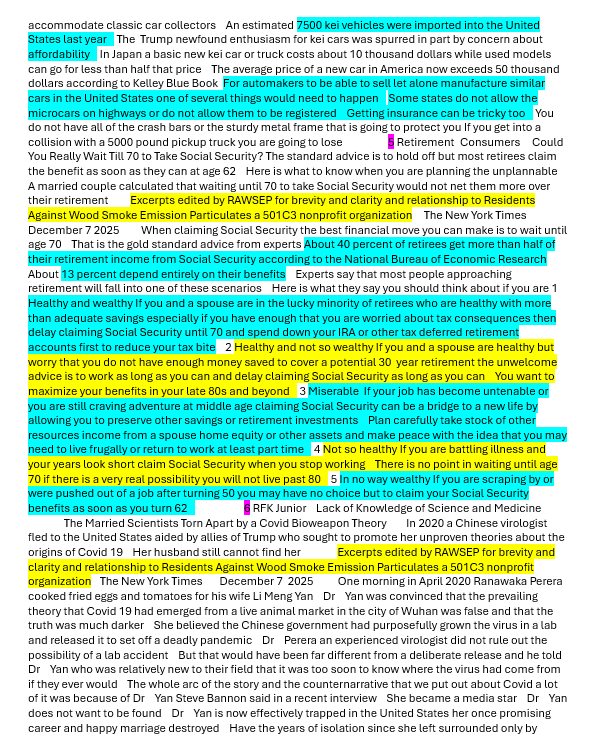 accommodate classic car collectors An estimated 7500 kei vehicles were imported into the United
States last year The Trump newfound enthusiasm for kei cars was spurred in part by concern about
affordability In Japan a basic new kei car or truck costs about 10 thousand dollars while used models
can go for less than half that price The average price of a new car in America now exceeds 50 thousand
dollars according to Kelley Blue Book For automakers to be able to sell let alone manufacture similar
cars in the United States one of several things would need to happen Some states do not allow the
microcars on highways or do not allow them to be registered Getting insurance can be tricky too You
do not have all of the crash bars or the sturdy metal frame that is going to protect you If you get into a
collision with a 5000 pound pickup truck you are going to lose 5 Retirement Consumers Could
You Really Wait Till 70 to Take Social Security? The standard advice is to hold off but most retirees claim
the benefit as soon as they can at age 62 Here is what to know when you are planning the unplannable
A married couple calculated that waiting until 70 to take Social Security would not net them more over
their retirement Excerpts edited by RAWSEP for brevity and clarity and relationship to Residents
Against Wood Smoke Emission Particulates a 501C3 nonprofit organization The New York Times
December 7 2025 When claiming Social Security the best financial move you can make is to wait until
age 70 That is the gold standard advice from experts About 40 percent of retirees get more than half of
their retirement income from Social Security according to the National Bureau of Economic Research
About 13 percent depend entirely on their benefits Experts say that most people approaching
retirement will fall into one of these scenarios Here is what they say you should think about if you are 1
Healthy and wealthy If you and a spouse are in the lucky minority of retirees who are healthy with more
than adequate savings especially if you have enough that you are worried about tax consequences then
delay claiming Social Security until 70 and spend down your IRA or other tax deferred retirement
accounts first to reduce your tax bite 2 Healthy and not so wealthy If you and a spouse are healthy but
worry that you do not have enough money saved to cover a potential 30 year retirement the unwelcome
advice is to work as long as you can and delay claiming Social Security as long as you can You want to
maximize your benefits in your late 80s and beyond 3 Miserable If your job has become untenable or
you are still craving adventure at middle age claiming Social Security can be a bridge to a new life by
allowing you to preserve other savings or retirement investments Plan carefully take stock of other
resources income from a spouse home equity or other assets and make peace with the idea that you may
need to live frugally or return to work at least part time 4 Not so healthy If you are battling illness and
your years look short claim Social Security when you stop working There is no point in waiting until age
70 if there is a very real possibility you will not live past 80 5 In no way wealthy If you are scraping by or
were pushed out of a job after turning 50 you may have no choice but to claim your Social Security
benefits as soon as you turn 62 6 RFK Junior Lack of Knowledge of Science and Medicine
The Married Scientists Torn Apart by a Covid Bioweapon Theory In 2020 a Chinese virologist
fled to the United States aided by allies of Trump who sought to promote her unproven theories about the
origins of Covid 19 Her husband still cannot find her Excerpts edited by RAWSEP for brevity and
clarity and relationship to Residents Against Wood Smoke Emission Particulates a 501C3 nonprofit
organization The New York Times December 7 2025 One morning in April 2020 Ranawaka Perera
cooked fried eggs and tomatoes for his wife Li Meng Yan Dr Yan was convinced that the prevailing
theory that Covid 19 had emerged from a live animal market in the city of Wuhan was false and that the
truth was much darker She believed the Chinese government had purposefully grown the virus in a lab
and released it to set off a deadly pandemic Dr Perera an experienced virologist did not rule out the
possibility of a lab accident But that would have been far different from a deliberate release and he told
Dr Yan who was relatively new to their field that it was too soon to know where the virus had come from
if they ever would The whole arc of the story and the counternarrative that we put out about Covid a lot
of it was because of Dr Yan Steve Bannon said in a recent interview She became a media star Dr Yan
does not want to be found Dr Yan is now effectively trapped in the United States her once promising
career and happy marriage destroyed Have the years of isolation since she left surrounded only by